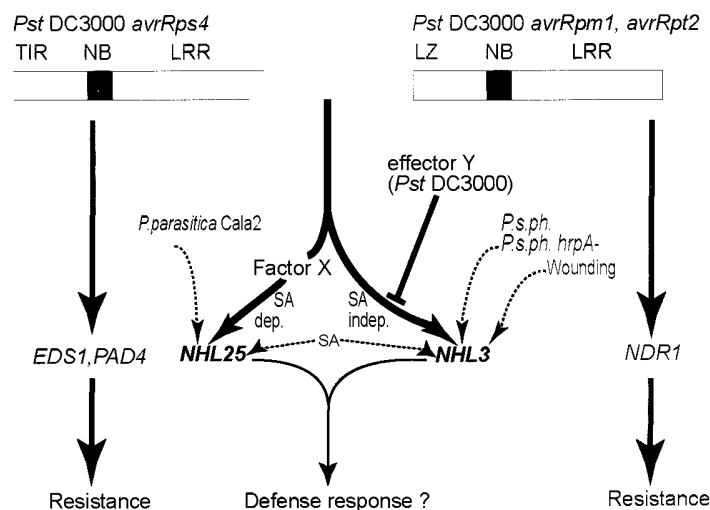 Pst DC3000 avrRps4
Pst DC3000 avrRpm1, avrRpt2
TIR NB LRR
LZ NB LRR
effector Y
(Pst DC3000)
P.parasitica Cala2
P.s.ph.
P.s.ph. hrpA-
Wounding
Factor X
SA
dep.
SA
indep.
SA
EDS1,PAD4
NHL25
NHL3
NDR1
Resistance
Defense response ?
Resistance